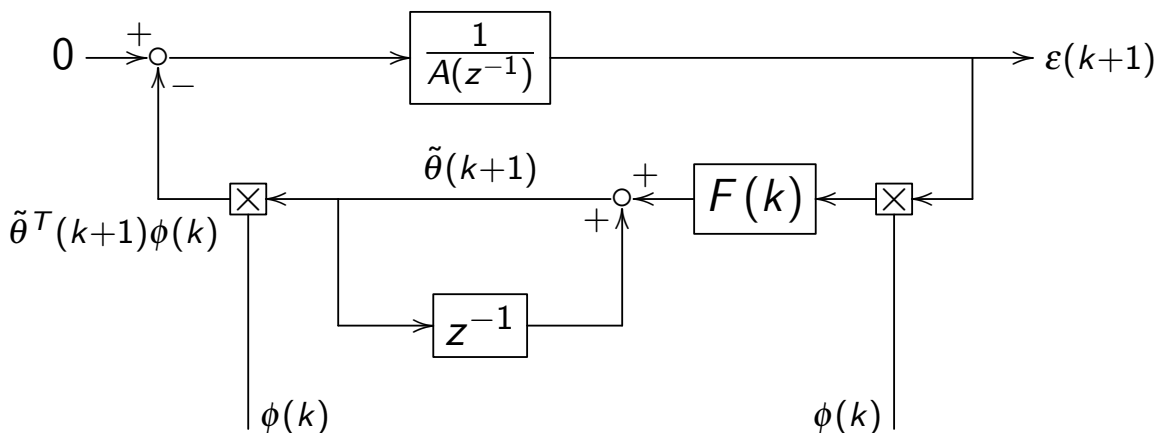 0
+
−
1
A(z⁻¹)
ε(k+1)
θ̃(k+1)
+
+
F(k)
θ̃ᵀ(k+1)ϕ(k)
z⁻¹
ϕ(k)
ϕ(k)